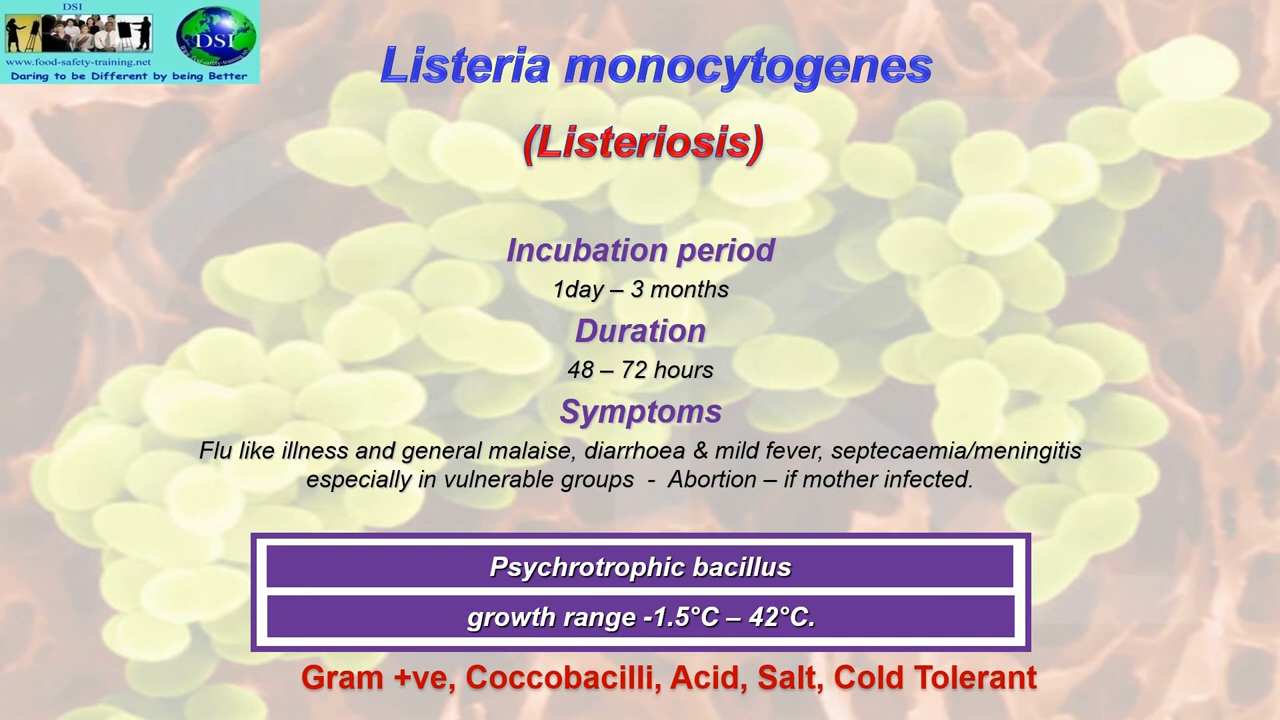 DSI
DSI
www.food-safety-training.net
Daring to be Different by being Better
Listeria monocytogenes
(Listeriosis)
Incubation period
1day – 3 months
Duration
48 – 72 hours
Symptoms
Flu like illness and general malaise, diarrhoea & mild fever, septecaemia/meningitis
especially in vulnerable groups - Abortion – if mother infected.
Psychrotrophic bacillus
growth range -1.5°C – 42°C.
Gram +ve, Coccobacilli, Acid, Salt, Cold Tolerant